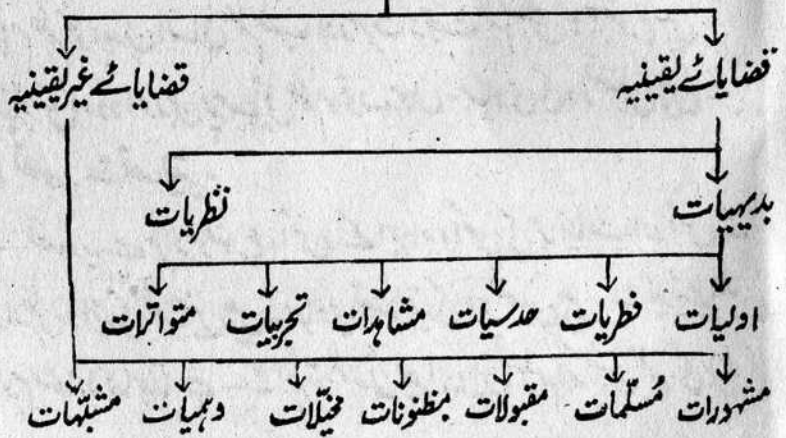 قضایائے یقینیہ قضایائے غیر یقینیہ
بدیہیات نظریات
اولیات فطریات حدسیات مشاہدات تجربیات متواترات
مشہورات مُسلّمات مقبولات مظنونات مخیّلات وہمیات مشبّہات